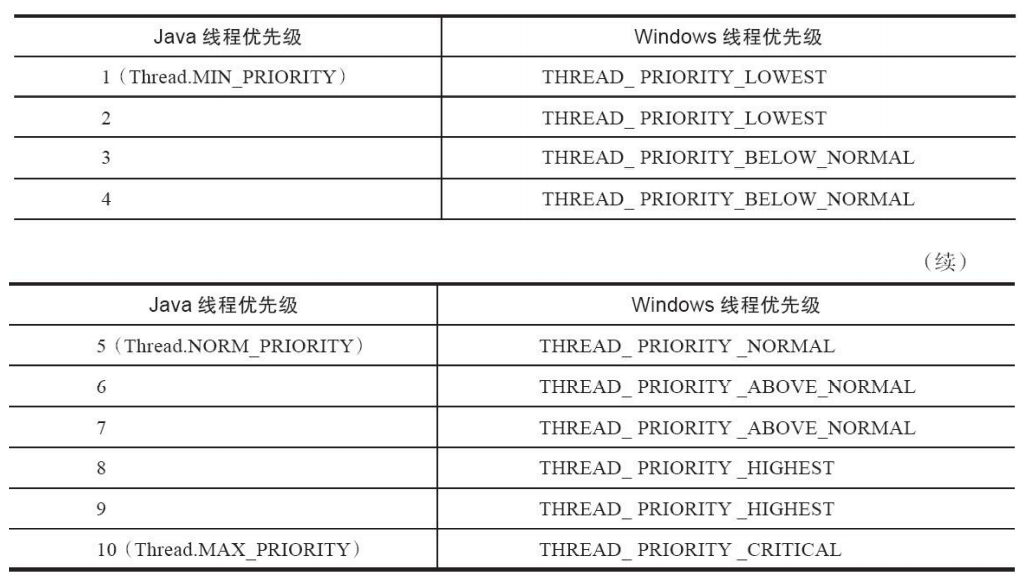 Java 线程优先级 Windows 线程优先级
1（Thread.MIN_PRIORITY） THREAD_ PRIORITY_LOWEST
2 THREAD_ PRIORITY_LOWEST
3 THREAD_ PRIORITY_BELOW_NORMAL
4 THREAD_ PRIORITY_BELOW_NORMAL
（续）
Java 线程优先级 Windows 线程优先级
5（Thread.NORM_PRIORITY） THREAD_ PRIORITY _NORMAL
6 THREAD_ PRIORITY _ABOVE_NORMAL
7 THREAD_ PRIORITY _ABOVE_NORMAL
8 THREAD_ PRIORITY _HIGHEST
9 THREAD_ PRIORITY _HIGHEST
10（Thread.MAX_PRIORITY） THREAD_ PRIORITY _CRITICAL